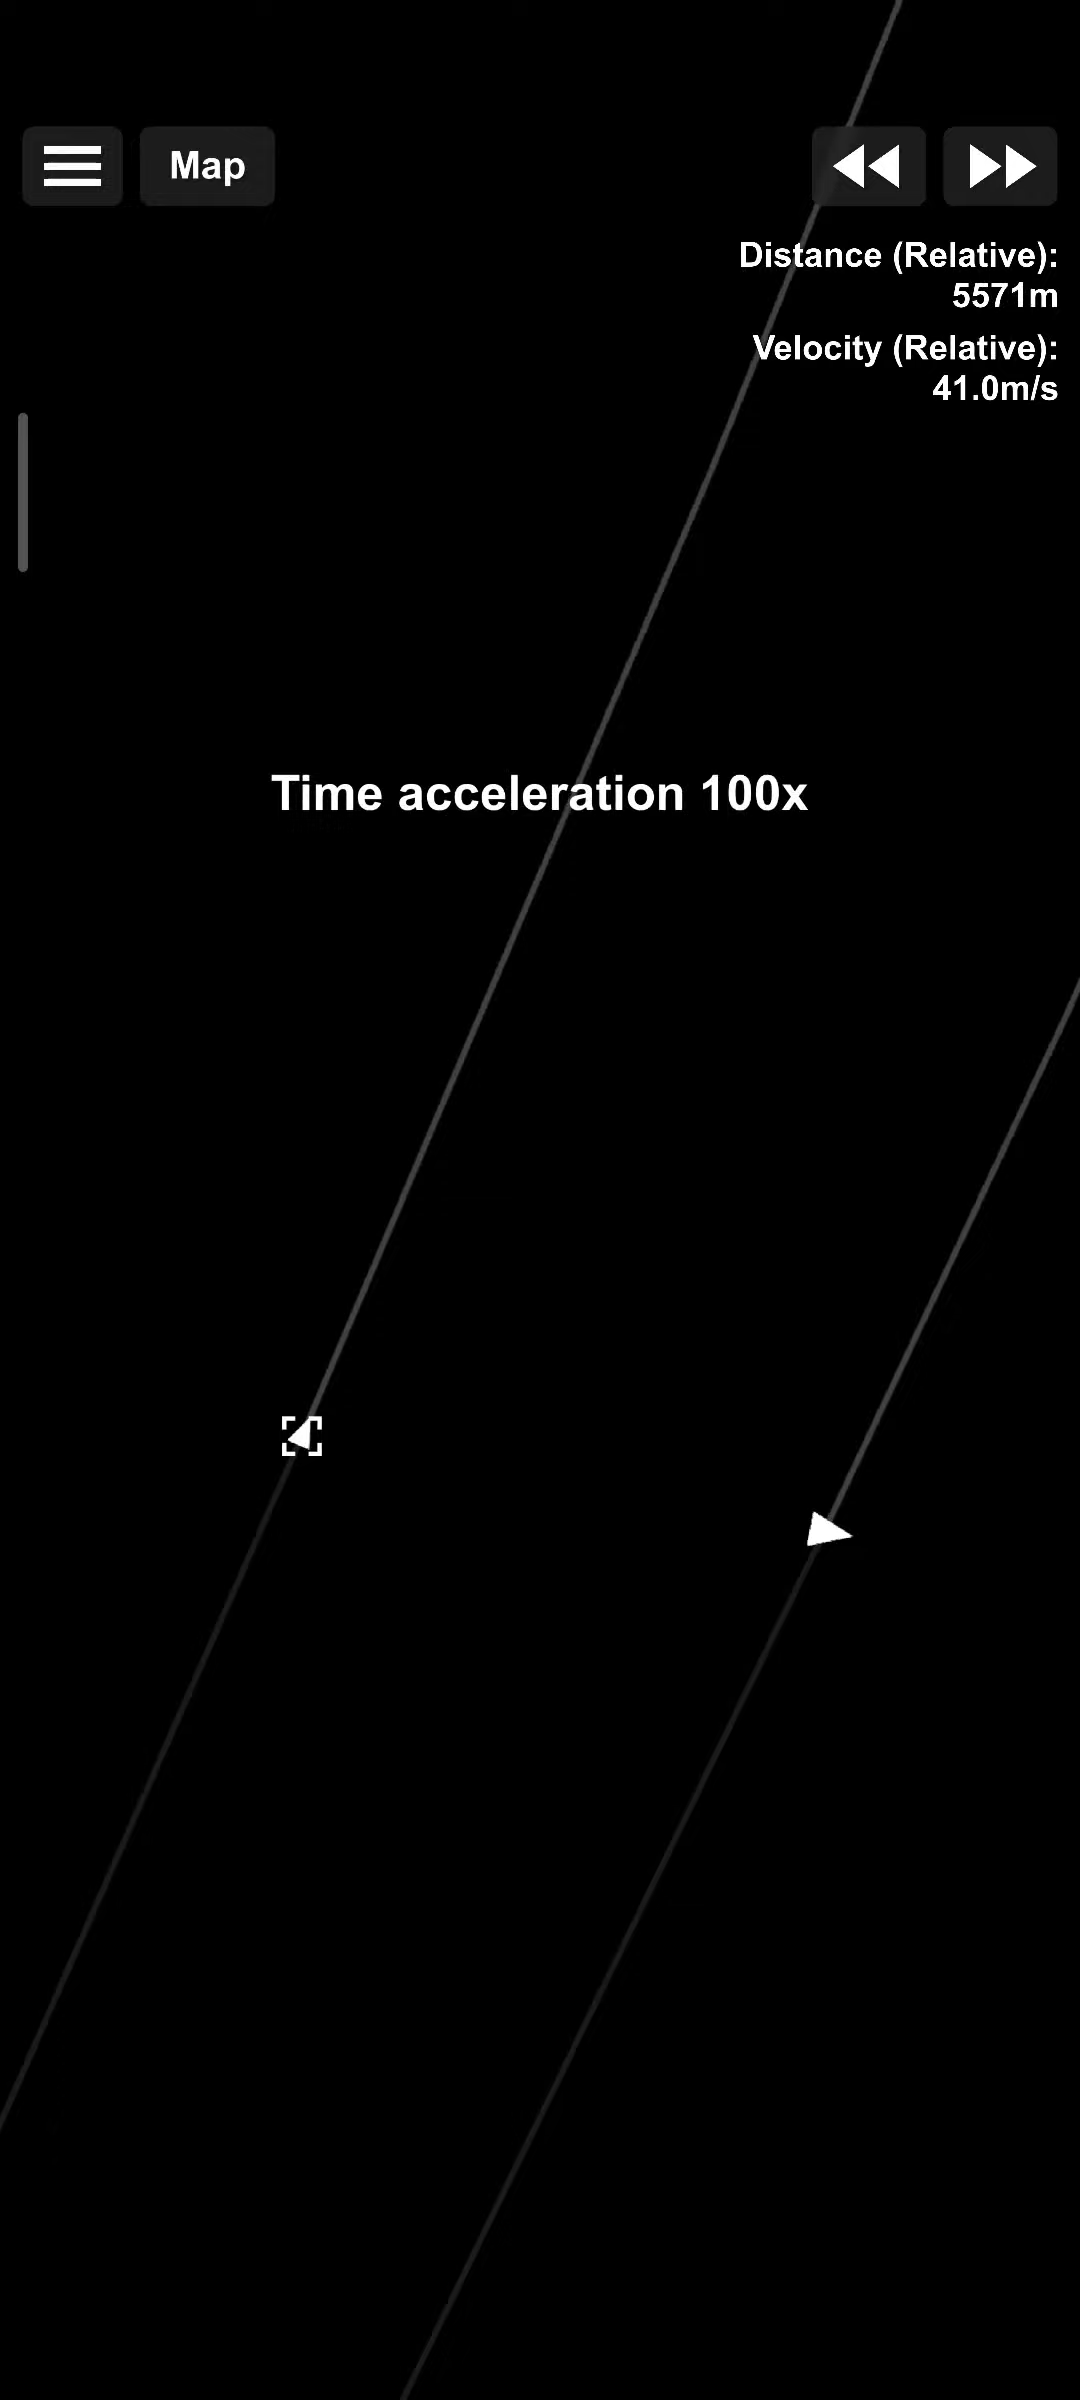 Map
Distance (Relative):
5571m
Velocity (Relative):
41.0m/s
Time acceleration 100x